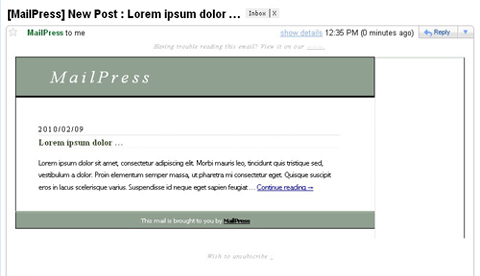 [MailPress] New Post : Lorem ipsum dolor ... Inbox | X
MailPress to me show details 12:35 PM (0 minutes ago) Reply
Having trouble reading this email? View it on our
MailPress
2010/02/09
Lorem ipsum dolor ...
Lorem ipsum dolor sit amet, consectetur adipiscing elit. Morbi mauris leo, tincidunt quis tristique sed,
vestibulum a dolor. Proin elementum semper massa, ut pharetra mi consectetur eget. Quisque suscipit
eros in lacus scelerisque varius. Suspendisse id neque eget sapien feugiat ... Continue reading →
This mail is brought to you by MailPress
Wish to unsubscribe